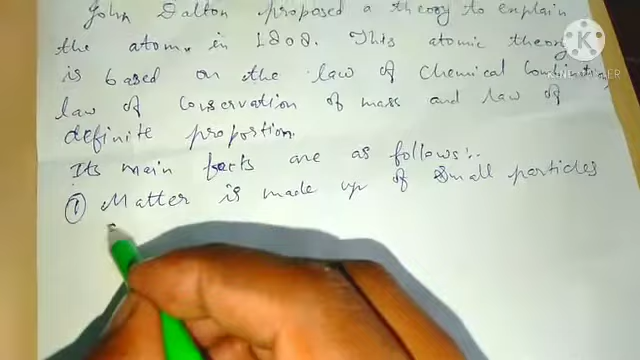 John Dalton proposed a theory to explain
the atom in 1808. This atomic theory
is based on the law of Chemical Combination,
law of Conservation of mass and law of
definite proportion.
Its main facts are as follows:-
① Matter is made up of small particles
K
KINEMASTER